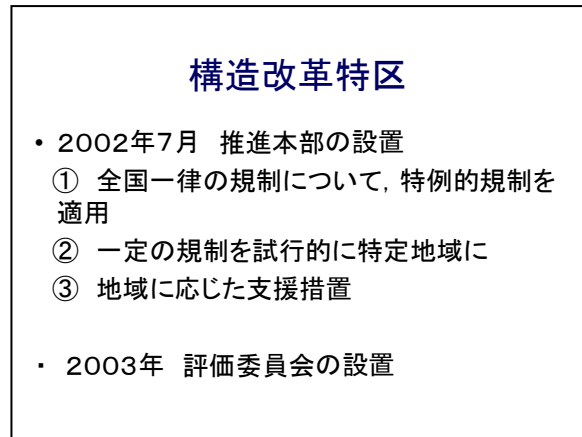 構造改革特区
• 2002年7月 推進本部の設置
① 全国一律の規制について, 特例的規制を
適用
② 一定の規制を試行的に特定地域に
③ 地域に応じた支援措置
・ 2003年 評価委員会の設置